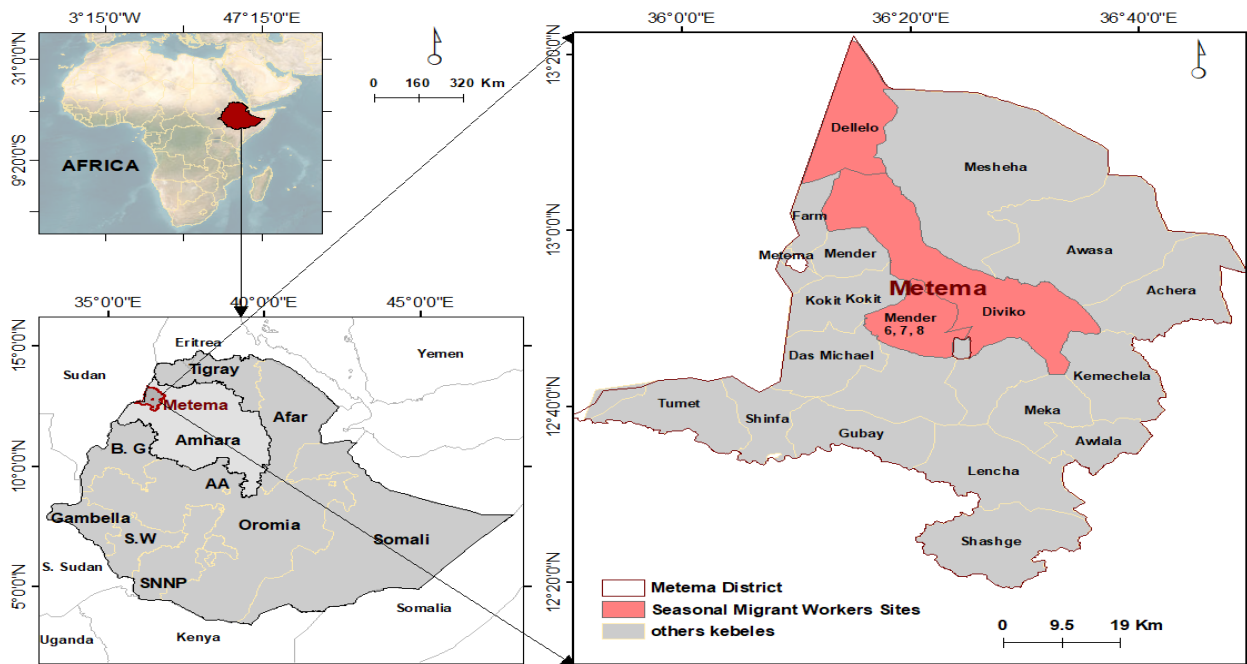 3°15'0"W 47°15'0"E
31°0'0"N
9°20'0"S
AFRICA
0 160 320 Km
35°0'0"E 40°0'0"E 45°0'0"E
15°0'0"N
10°0'0"N
5°0'0"N
Eritrea
Yemen
Sudan
Tigray
Metema
Afar
Amhara
B. G
AA
Gambella
Oromia
S.W
Somali
S. Sudan
SNNP
Somalia
Uganda
Kenya
36°0'0"E 36°20'0"E 36°40'0"E
13°20'0"N
13°0'0"N
12°40'0"N
12°20'0"N
Dellelo
Mesheha
Farm
Awasa
Metema
Mender
Achera
Metema
Kokit Kokit
Diviko
Mender
6, 7, 8
Das Michael
Kemechela
Tumet
Shinfa
Meka
Gubay
Awlala
Lencha
Shashge
Metema District
Seasonal Migrant Workers Sites
others kebeles
0 9.5 19 Km